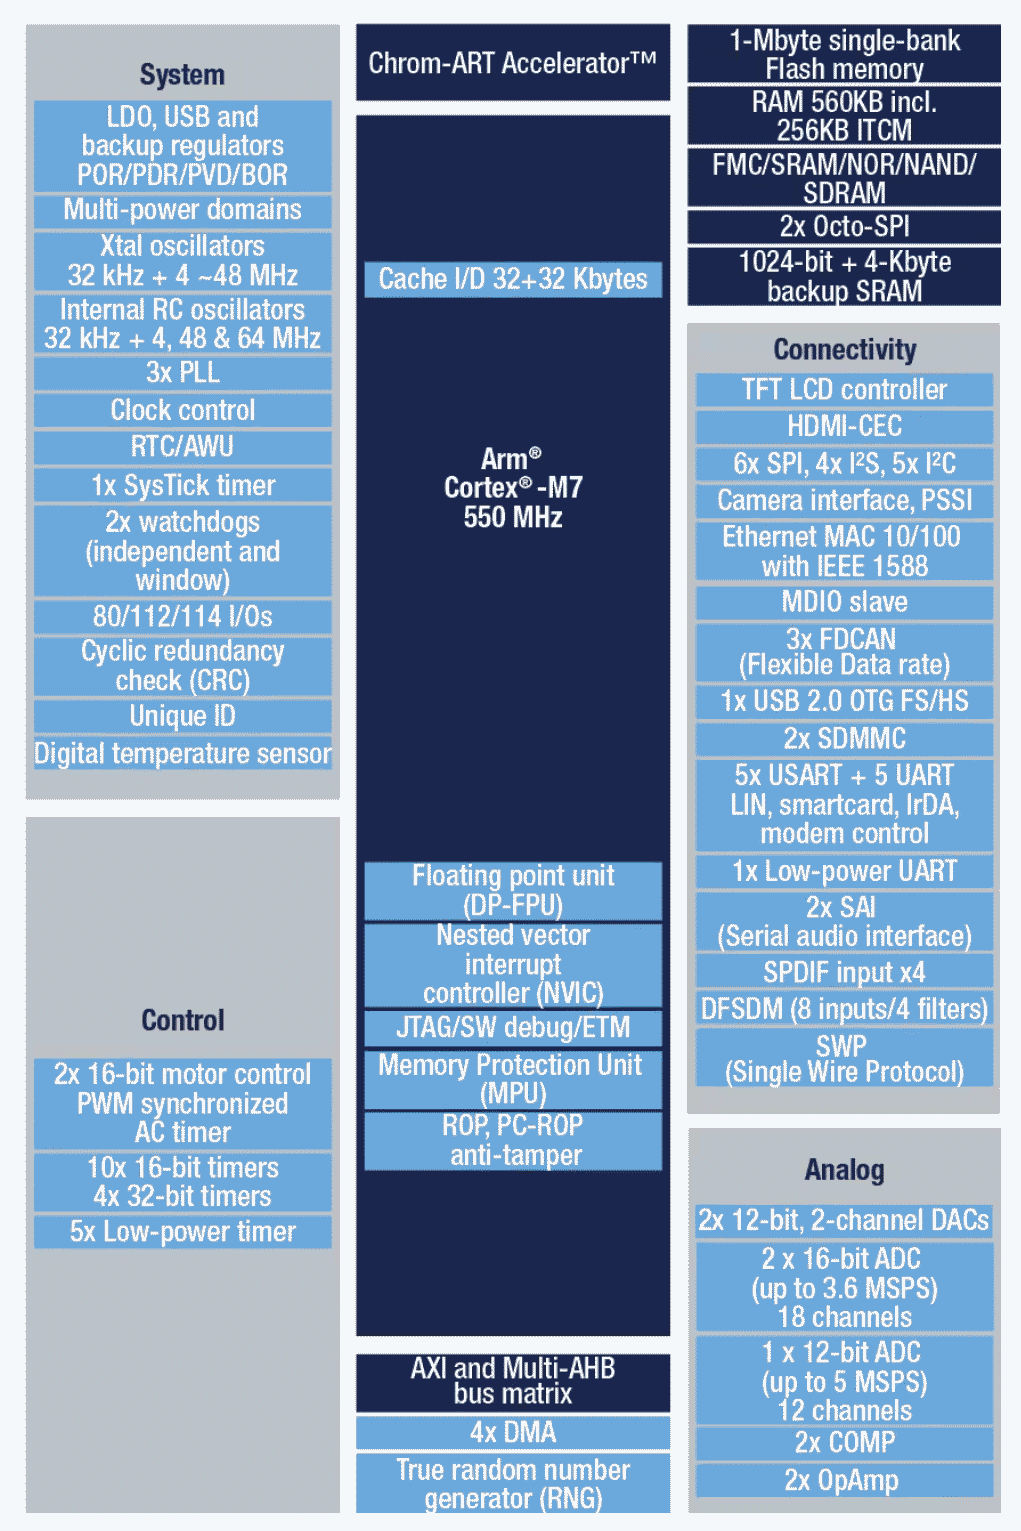 System
LDO, USB and
backup regulators
POR/PDR/PVD/BOR
Multi-power domains
Xtal oscillators
32 kHz + 4 ~48 MHz
Internal RC oscillators
32 kHz + 4, 48 & 64 MHz
3x PLL
Clock control
RTC/AWU
1x SysTick timer
2x watchdogs
(independent and
window)
80/112/114 I/Os
Cyclic redundancy
check (CRC)
Unique ID
Digital temperature sensor
Control
2x 16-bit motor control
PWM synchronized
AC timer
10x 16-bit timers
4x 32-bit timers
5x Low-power timer
Chrom-ART Accelerator™
Cache I/D 32+32 Kbytes
Arm®
Cortex® -M7
550 MHz
Floating point unit
(DP-FPU)
Nested vector
interrupt
controller (NVIC)
JTAG/SW debug/ETM
Memory Protection Unit
(MPU)
ROP, PC-ROP
anti-tamper
AXI and Multi-AHB
bus matrix
4x DMA
True random number
generator (RNG)
1-Mbyte single-bank
Flash memory
RAM 560KB incl.
256KB ITCM
FMC/SRAM/NOR/NAND/
SDRAM
2x Octo-SPI
1024-bit + 4-Kbyte
backup SRAM
Connectivity
TFT LCD controller
HDMI-CEC
6x SPI, 4x I²S, 5x I²C
Camera interface, PSSI
Ethernet MAC 10/100
with IEEE 1588
MDIO slave
3x FDCAN
(Flexible Data rate)
1x USB 2.0 OTG FS/HS
2x SDMMC
5x USART + 5 UART
LIN, smartcard, IrDA,
modem control
1x Low-power UART
2x SAI
(Serial audio interface)
SPDIF input x4
DFSDM (8 inputs/4 filters)
SWP
(Single Wire Protocol)
Analog
2x 12-bit, 2-channel DACs
2 x 16-bit ADC
(up to 3.6 MSPS)
18 channels
1 x 12-bit ADC
(up to 5 MSPS)
12 channels
2x COMP
2x OpAmp